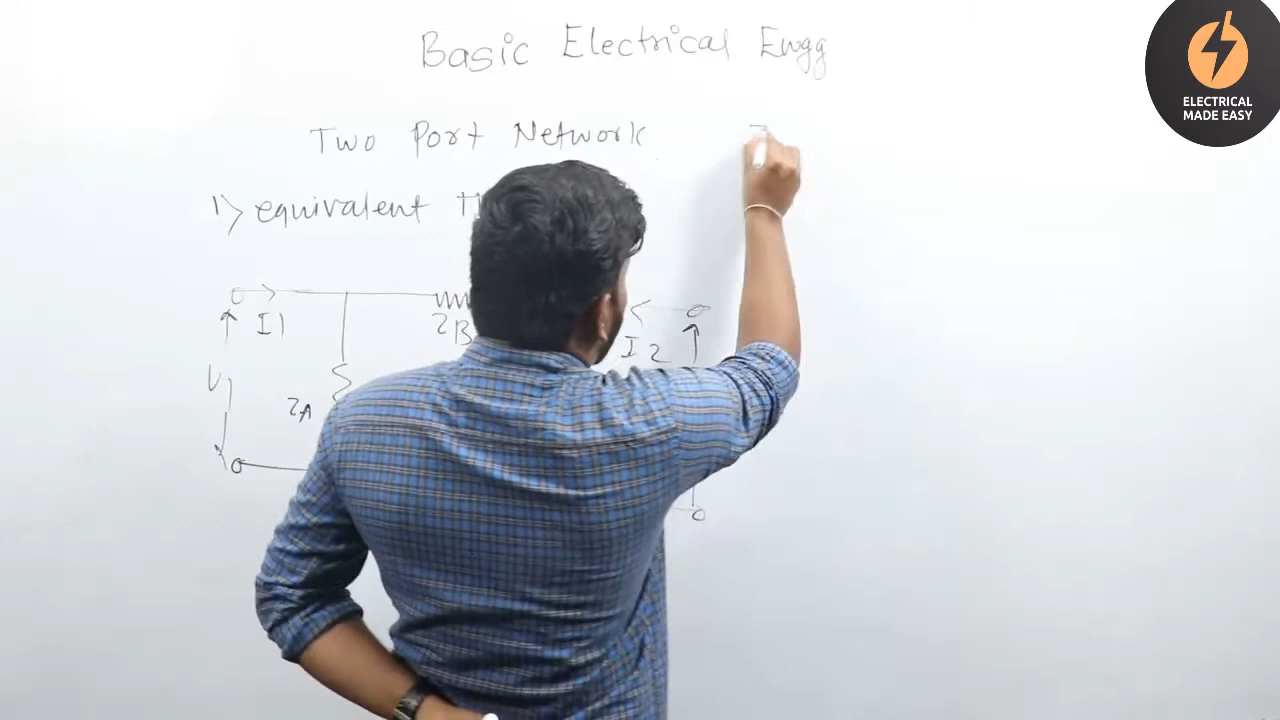 Basic Electrical Engg
ELECTRICAL
MADE EASY
Two Port Network
1) equivalent
I1
ZB
I2
V1
ZA